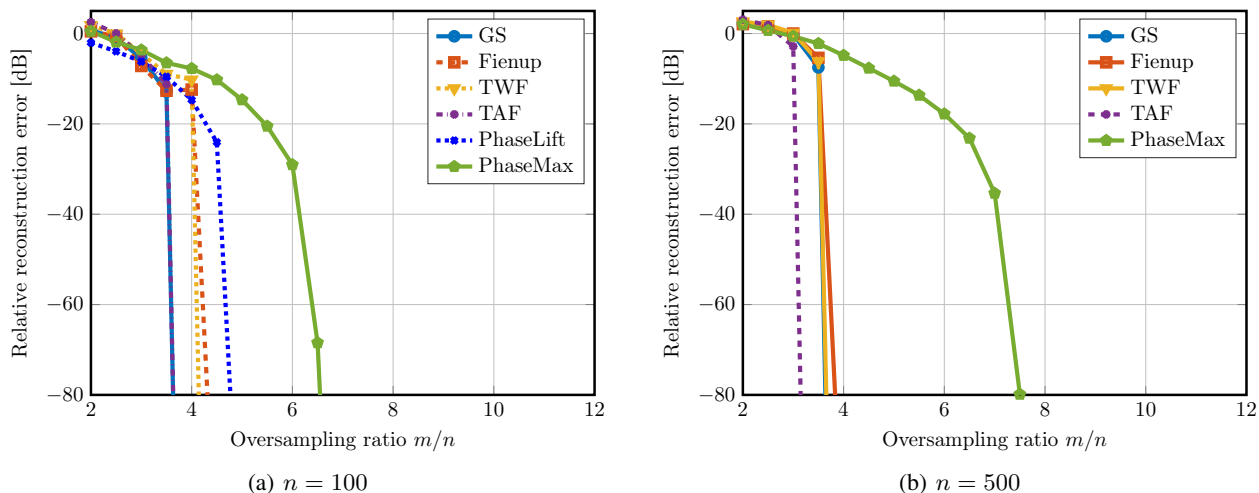 Relative reconstruction error [dB]
0
−20
−40
−60
−80
2
4
6
8
10
12
Oversampling ratio m/n
GS
Fienup
TWF
TAF
PhaseLift
PhaseMax
(a) n = 100
Relative reconstruction error [dB]
0
−20
−40
−60
−80
2
4
6
8
10
12
Oversampling ratio m/n
GS
Fienup
TWF
TAF
PhaseMax
(b) n = 500